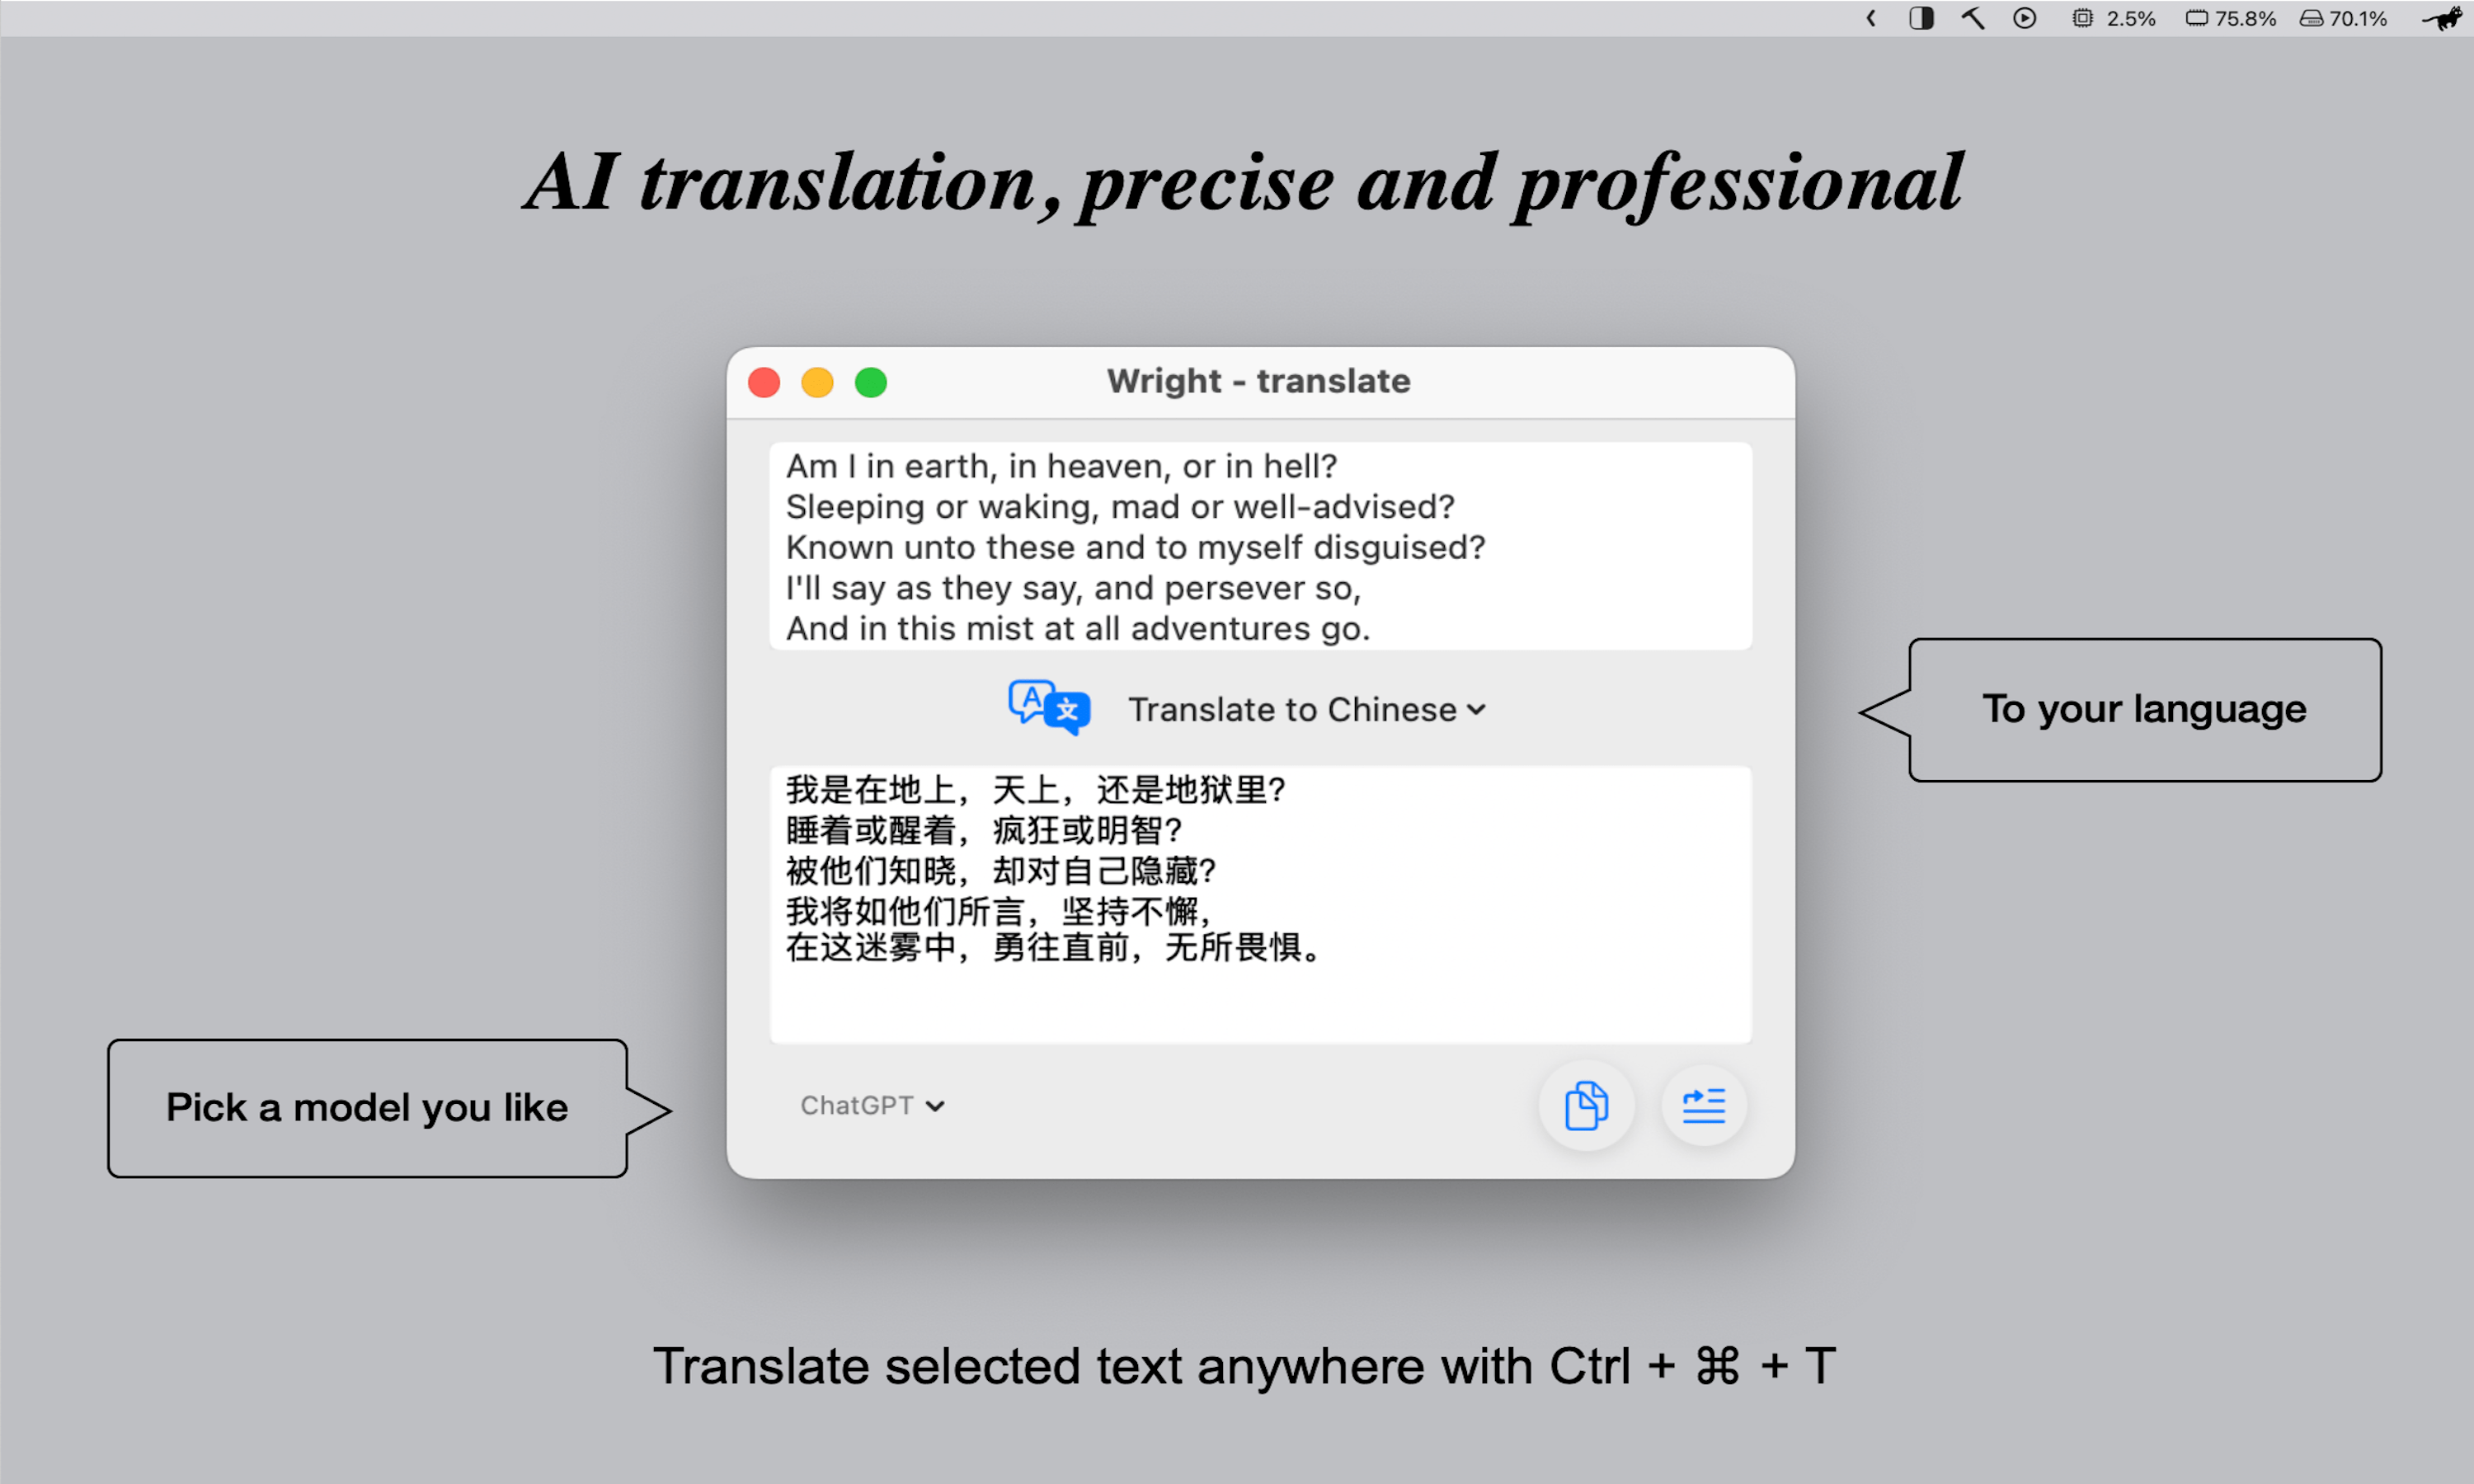 2.5% 75.8% 70.1%
AI translation, precise and professional
Wright - translate
Am I in earth, in heaven, or in hell?
Sleeping or waking, mad or well-advised?
Known unto these and to myself disguised?
I'll say as they say, and persever so,
And in this mist at all adventures go.
A 文 Translate to Chinese
To your language
我是在地上，天上，还是地狱里？
睡着或醒着，疯狂或明智？
被他们知晓，却对自己隐藏？
我将如他们所言，坚持不懈，
在这迷雾中，勇往直前，无所畏惧。
Pick a model you like
ChatGPT
Translate selected text anywhere with Ctrl + ⌘ + T